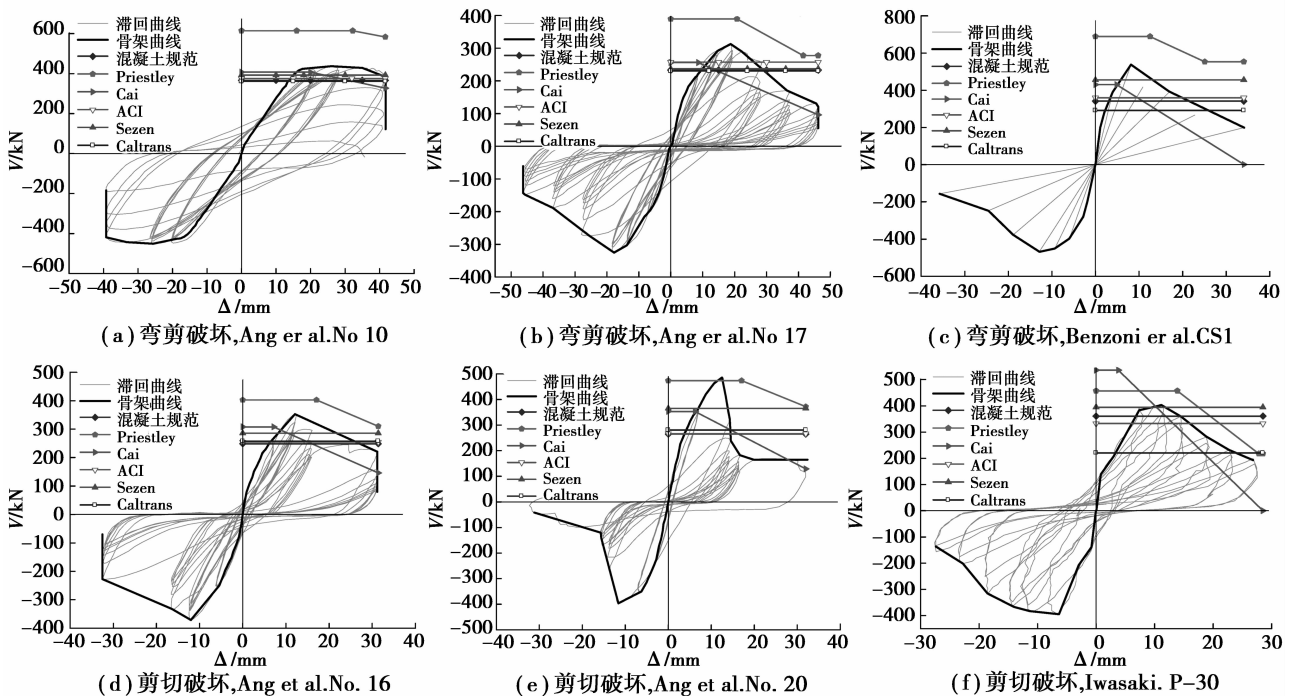 滞回曲线
骨架曲线
混凝土规范
Priestley
Cai
ACI
Sezen
Caltrans
600
400
200
0
-200
-400
-600
V/kN
-50 -40 -30 -20 -10 0 10 20 30 40 50
Δ/mm
(a)弯剪破坏,Ang er al.No 10
滞回曲线
骨架曲线
混凝土规范
Priestley
Cai
ACI
Sezen
Caltrans
400
300
200
100
0
-100
-200
-300
-400
V/kN
-50 -40 -30 -20 -10 0 10 20 30 40 50
Δ/mm
(b)弯剪破坏,Ang er al.No 17
滞回曲线
骨架曲线
混凝土规范
Priestley
Cai
ACI
Sezen
Caltrans
800
600
400
200
0
-200
-400
600
V/kN
-40 -30 -20 -10 0 10 20 30 40
Δ/mm
(c)弯剪破坏,Benzoni er al.CS1
滞回曲线
骨架曲线
混凝土规范
Priestley
Cai
ACI
Sezen
Caltrans
500
400
300
200
100
0
-100
-200
-300
-400
V/kN
-40 -30 -20 -10 0 10 20 30 40
Δ/mm
(d)剪切破坏,Ang et al.No. 16
滞回曲线
骨架曲线
混凝土规范
Priestley
Cai
ACI
Sezen
Caltrans
500
400
300
200
100
0
-100
-200
-300
-400
-500
V/kN
-40 -30 -20 -10 0 10 20 30 40
Δ/mm
(e)剪切破坏,Ang et al.No. 20
滞回曲线
骨架曲线
混凝土规范
Priestley
Cai
ACI
Sezen
Caltrans
500
400
300
200
100
0
-100
-200
-300
-400
V/kN
-30 -20 -10 0 10 20 30
Δ/mm
(f)剪切破坏,Iwasaki. P-30